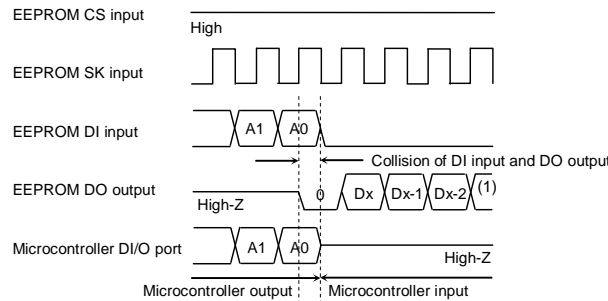 EEPROM CS input
High
EEPROM SK input
EEPROM DI input
A1 A0
Collision of DI input and DO output
EEPROM DO output
High-Z
0 Dx Dx-1 Dx-2 (1)
Microcontroller DI/O port
A1 A0
High-Z
Microcontroller output Microcontroller input